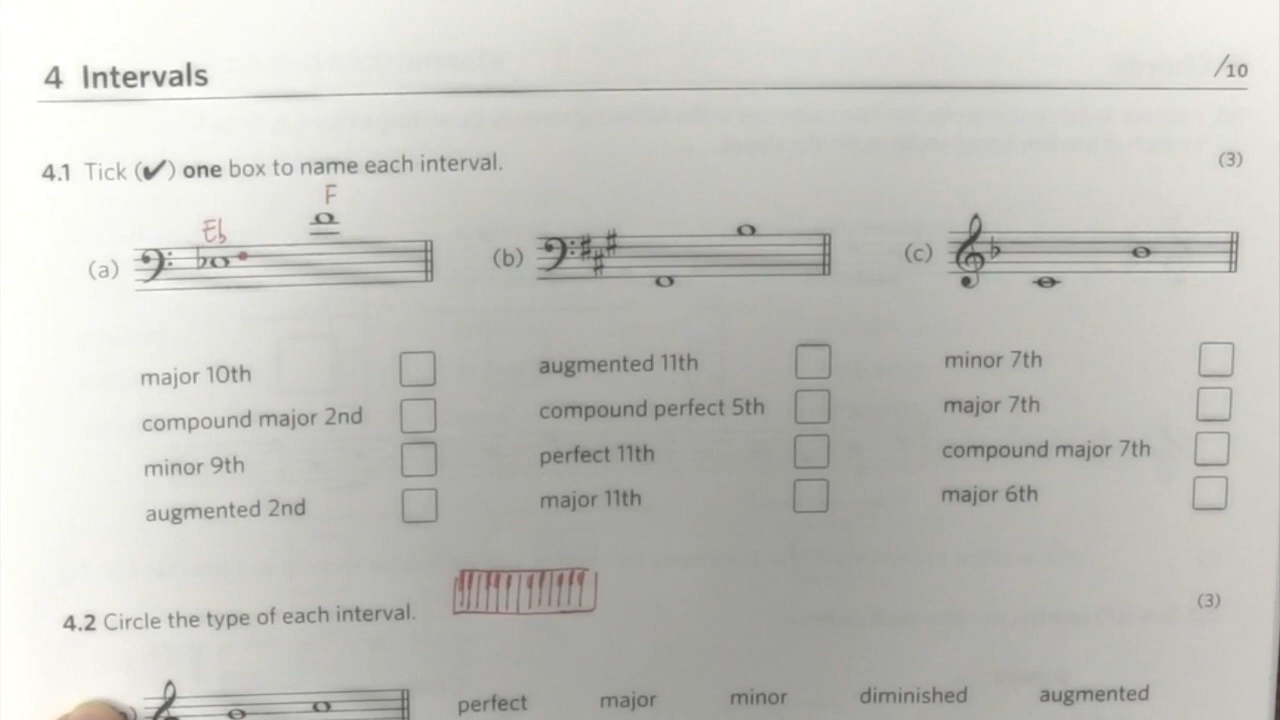 4 Intervals /10
4.1 Tick (✔) one box to name each interval. (3)
F
E♭
(a) (b) (c)
major 10th augmented 11th minor 7th
compound major 2nd compound perfect 5th major 7th
minor 9th perfect 11th compound major 7th
augmented 2nd major 11th major 6th
4.2 Circle the type of each interval. (3)
perfect major minor diminished augmented